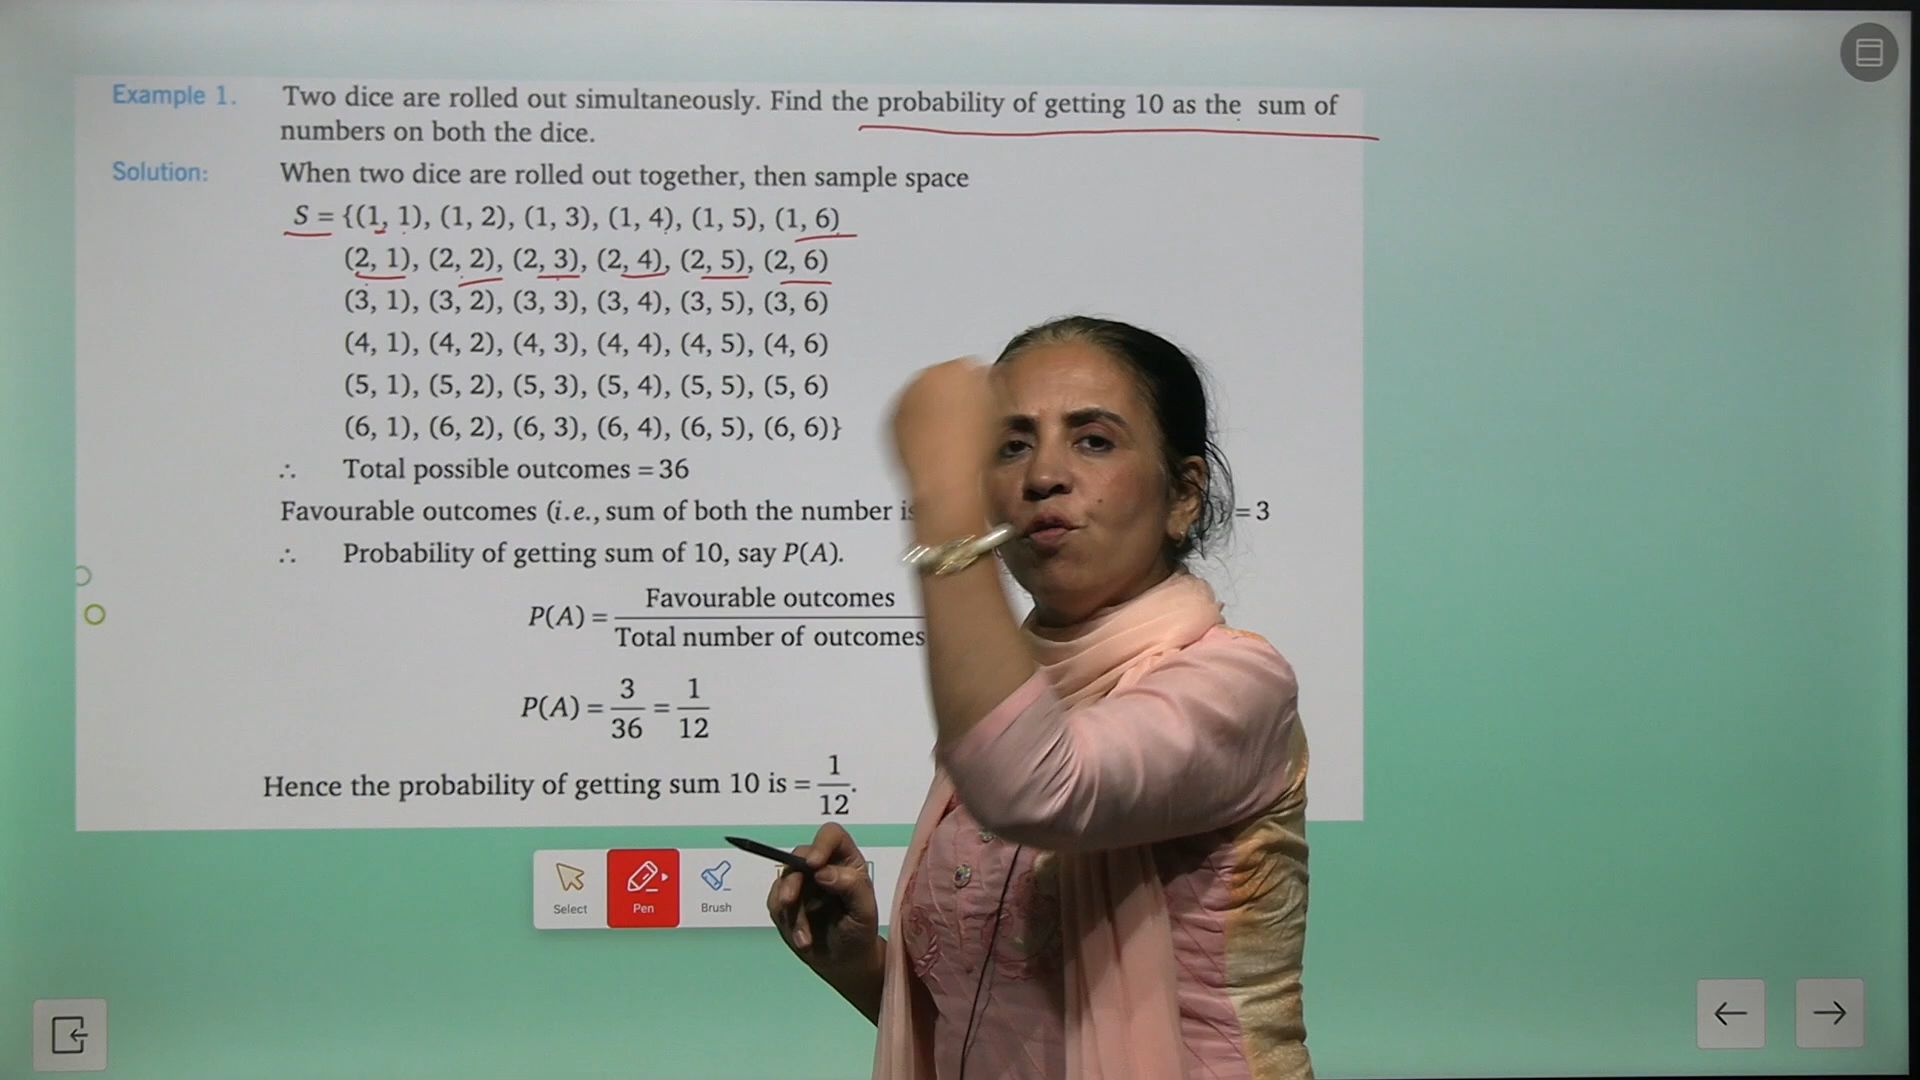 Example 1. Two dice are rolled out simultaneously. Find the probability of getting 10 as the sum of
numbers on both the dice.
Solution: When two dice are rolled out together, then sample space
S = {(1, 1), (1, 2), (1, 3), (1, 4), (1, 5), (1, 6)
(2, 1), (2, 2), (2, 3), (2, 4), (2, 5), (2, 6)
(3, 1), (3, 2), (3, 3), (3, 4), (3, 5), (3, 6)
(4, 1), (4, 2), (4, 3), (4, 4), (4, 5), (4, 6)
(5, 1), (5, 2), (5, 3), (5, 4), (5, 5), (5, 6)
(6, 1), (6, 2), (6, 3), (6, 4), (6, 5), (6, 6)}
∴ Total possible outcomes = 36
Favourable outcomes (i.e., sum of both the number is )} = 3
∴ Probability of getting sum of 10, say P(A).
P(A) = Favourable outcomes / Total number of outcomes
P(A) = 3/36 = 1/12
Hence the probability of getting sum 10 is = 1/12.
Select Pen Brush